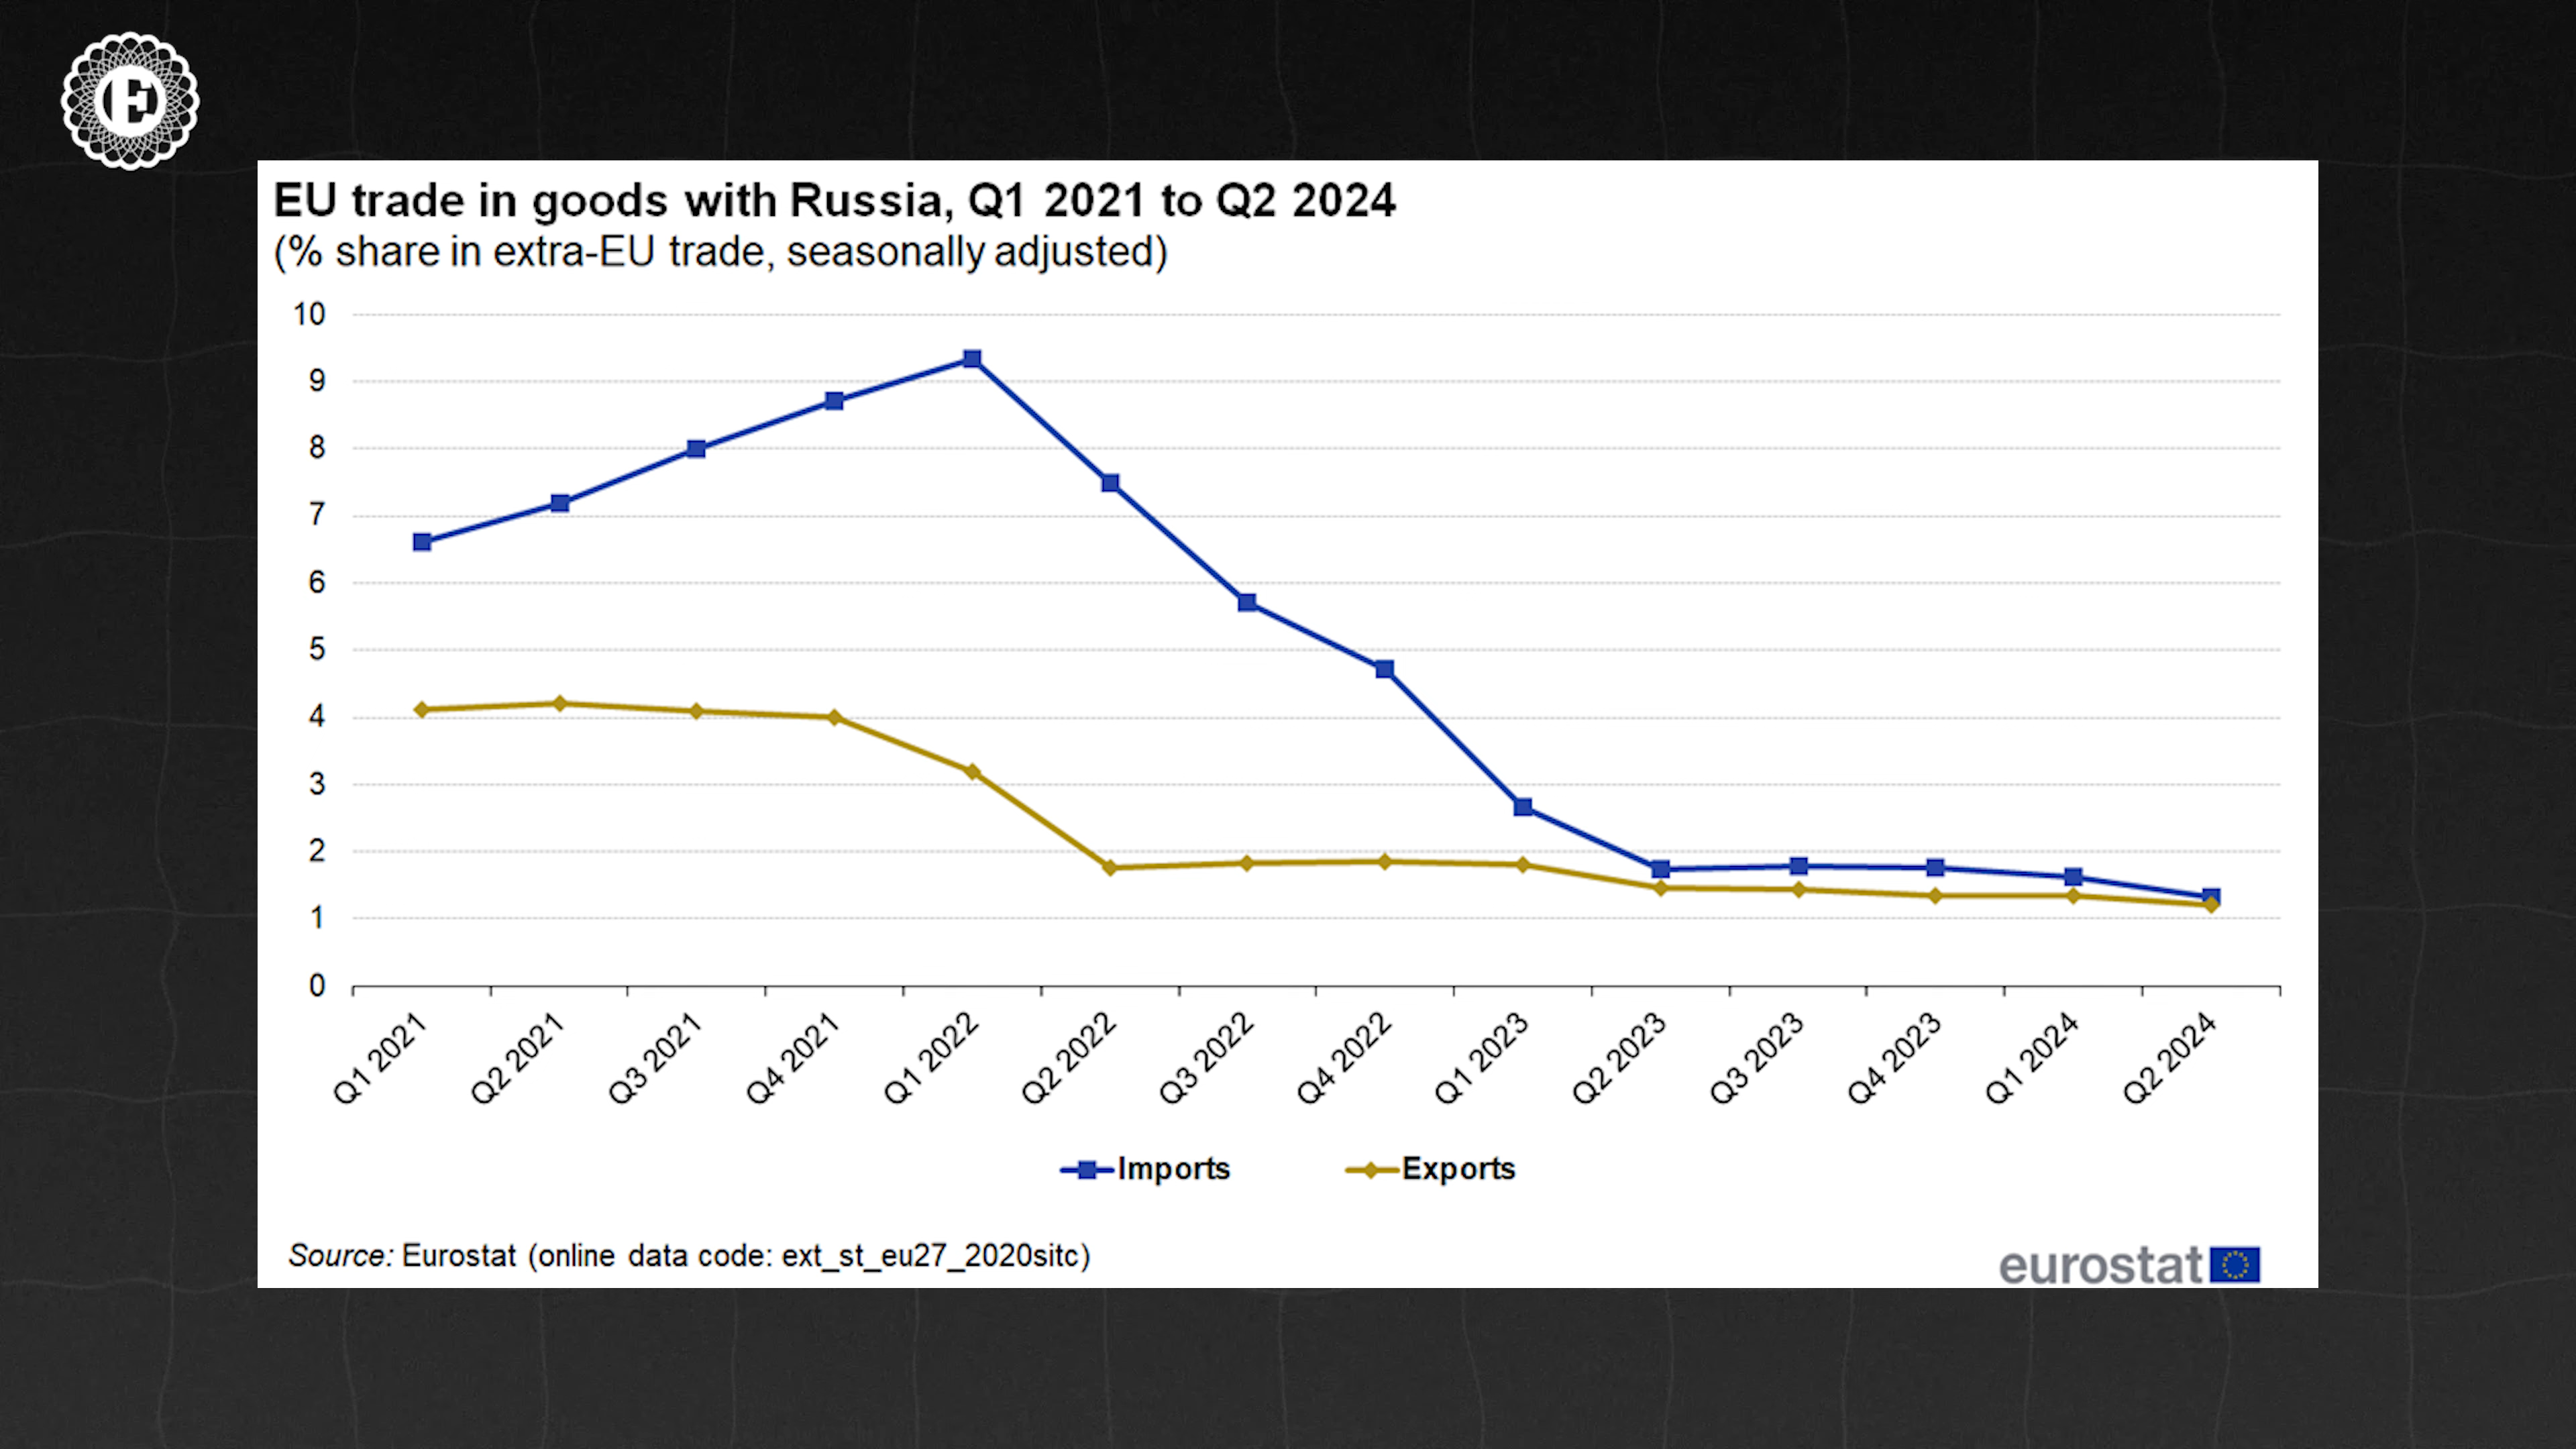 E
EU trade in goods with Russia, Q1 2021 to Q2 2024
(% share in extra-EU trade, seasonally adjusted)
10
9
8
7
6
5
4
3
2
1
0
Q1 2021
Q2 2021
Q3 2021
Q4 2021
Q1 2022
Q2 2022
Q3 2022
Q4 2022
Q1 2023
Q2 2023
Q3 2023
Q4 2023
Q1 2024
Q2 2024
Imports
Exports
Source: Eurostat (online data code: ext_st_eu27_2020sitc)
eurostat